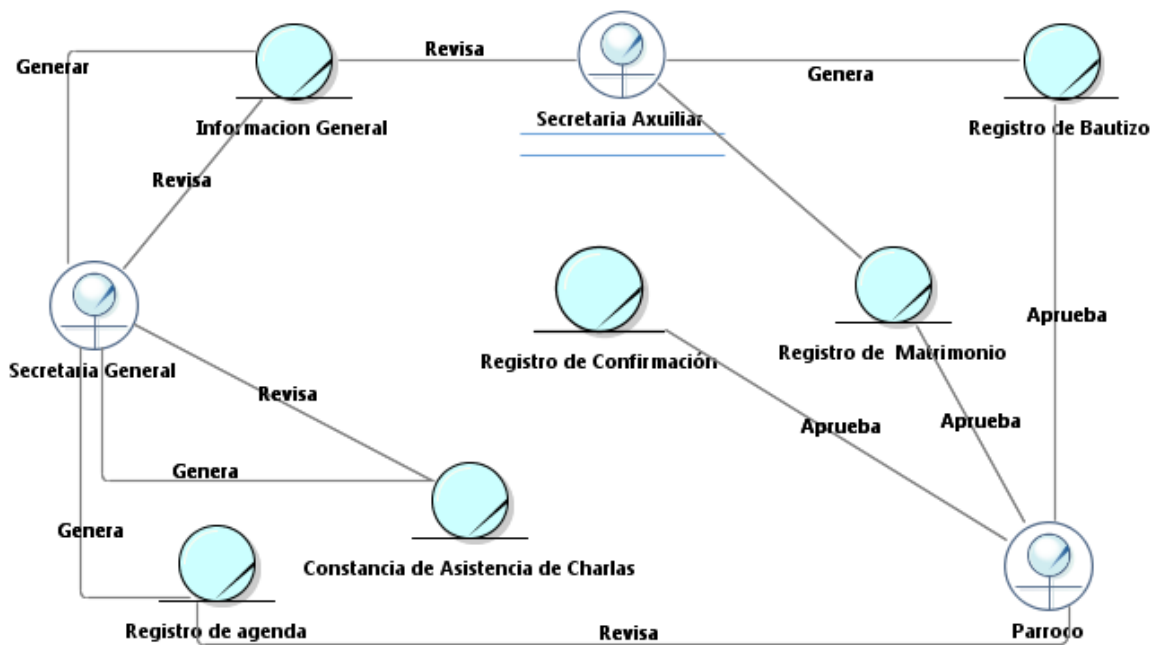 Revisa
Generar
Genera
Secretaria Axuiliar
Informacion General
Registro de Bautizo
Revisa
Aprueba
Registro de Confirmación
Registro de Matrimonio
Secretaria General
Revisa
Aprueba
Aprueba
Genera
Genera
Constancia de Asistencia de Charlas
Registro de agenda
Revisa
Parroco